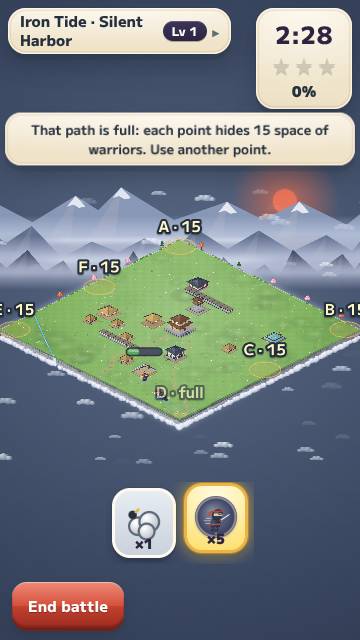 Iron Tide · Silent
Harbor
Lv 1
2:28
0%
That path is full: each point hides 15 space of
warriors. Use another point.
A · 15
F · 15
E · 15
B · 15
C · 15
D · full
×1
×5
End battle